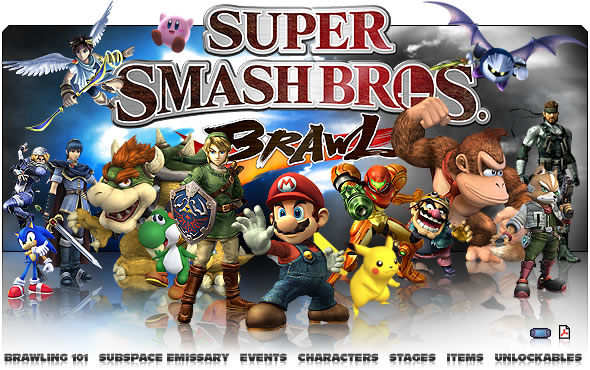 SUPER
SMASH BROS.
BRAWL
BRAWLING 101 SUBSPACE EMISSARY EVENTS CHARACTERS STAGES ITEMS UNLOCKABLES